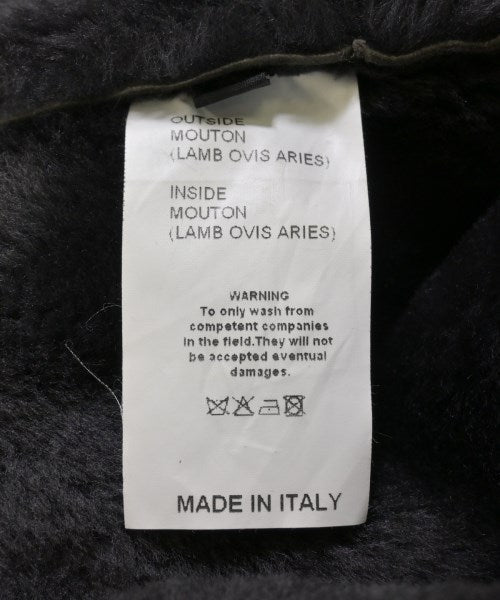 OUTSIDE
MOUTON
(LAMB OVIS ARIES)
INSIDE
MOUTON
(LAMB OVIS ARIES)
WARNING
To only wash from
competent companies
in the field.They will not
be accepted eventual
damages.
MADE IN ITALY